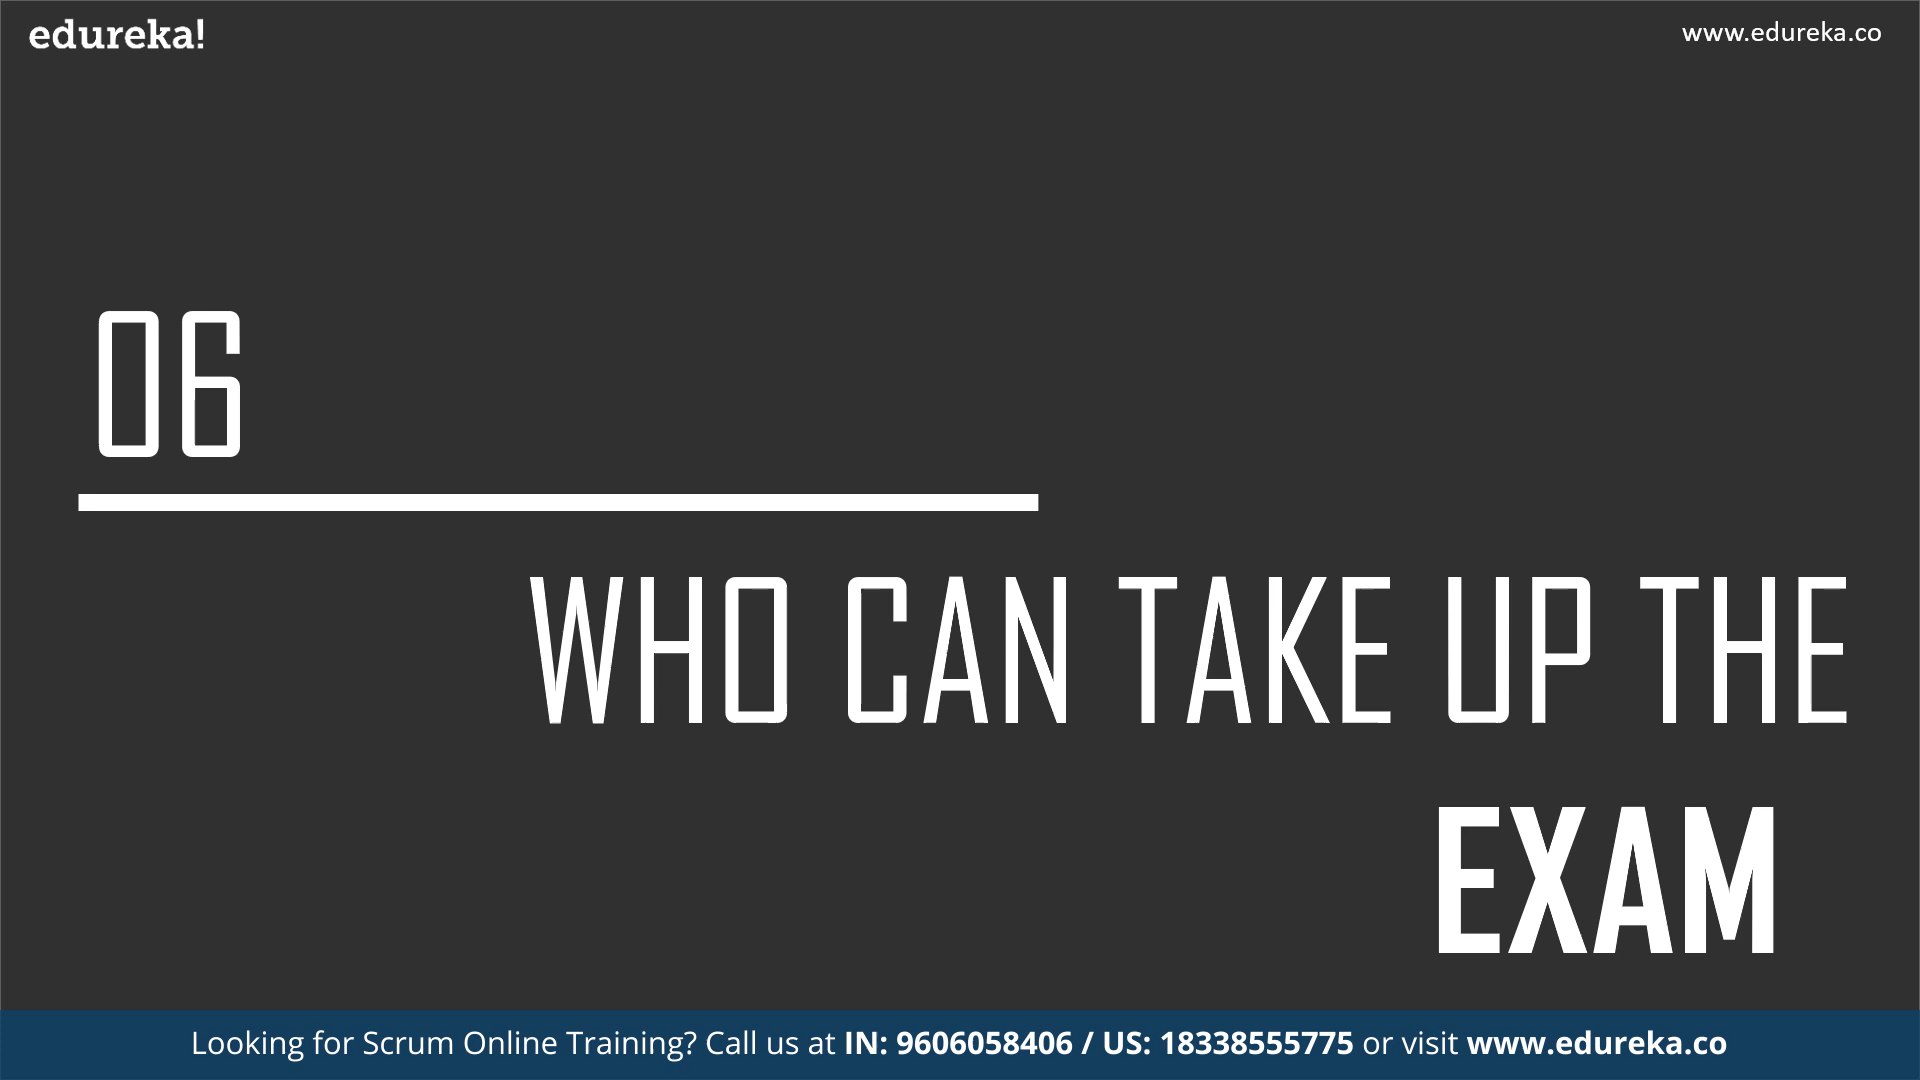 edureka!
www.edureka.co
06
WHO CAN TAKE UP THE
EXAM
Looking for Scrum Online Training? Call us at IN: 9606058406 / US: 18338555775 or visit www.edureka.co